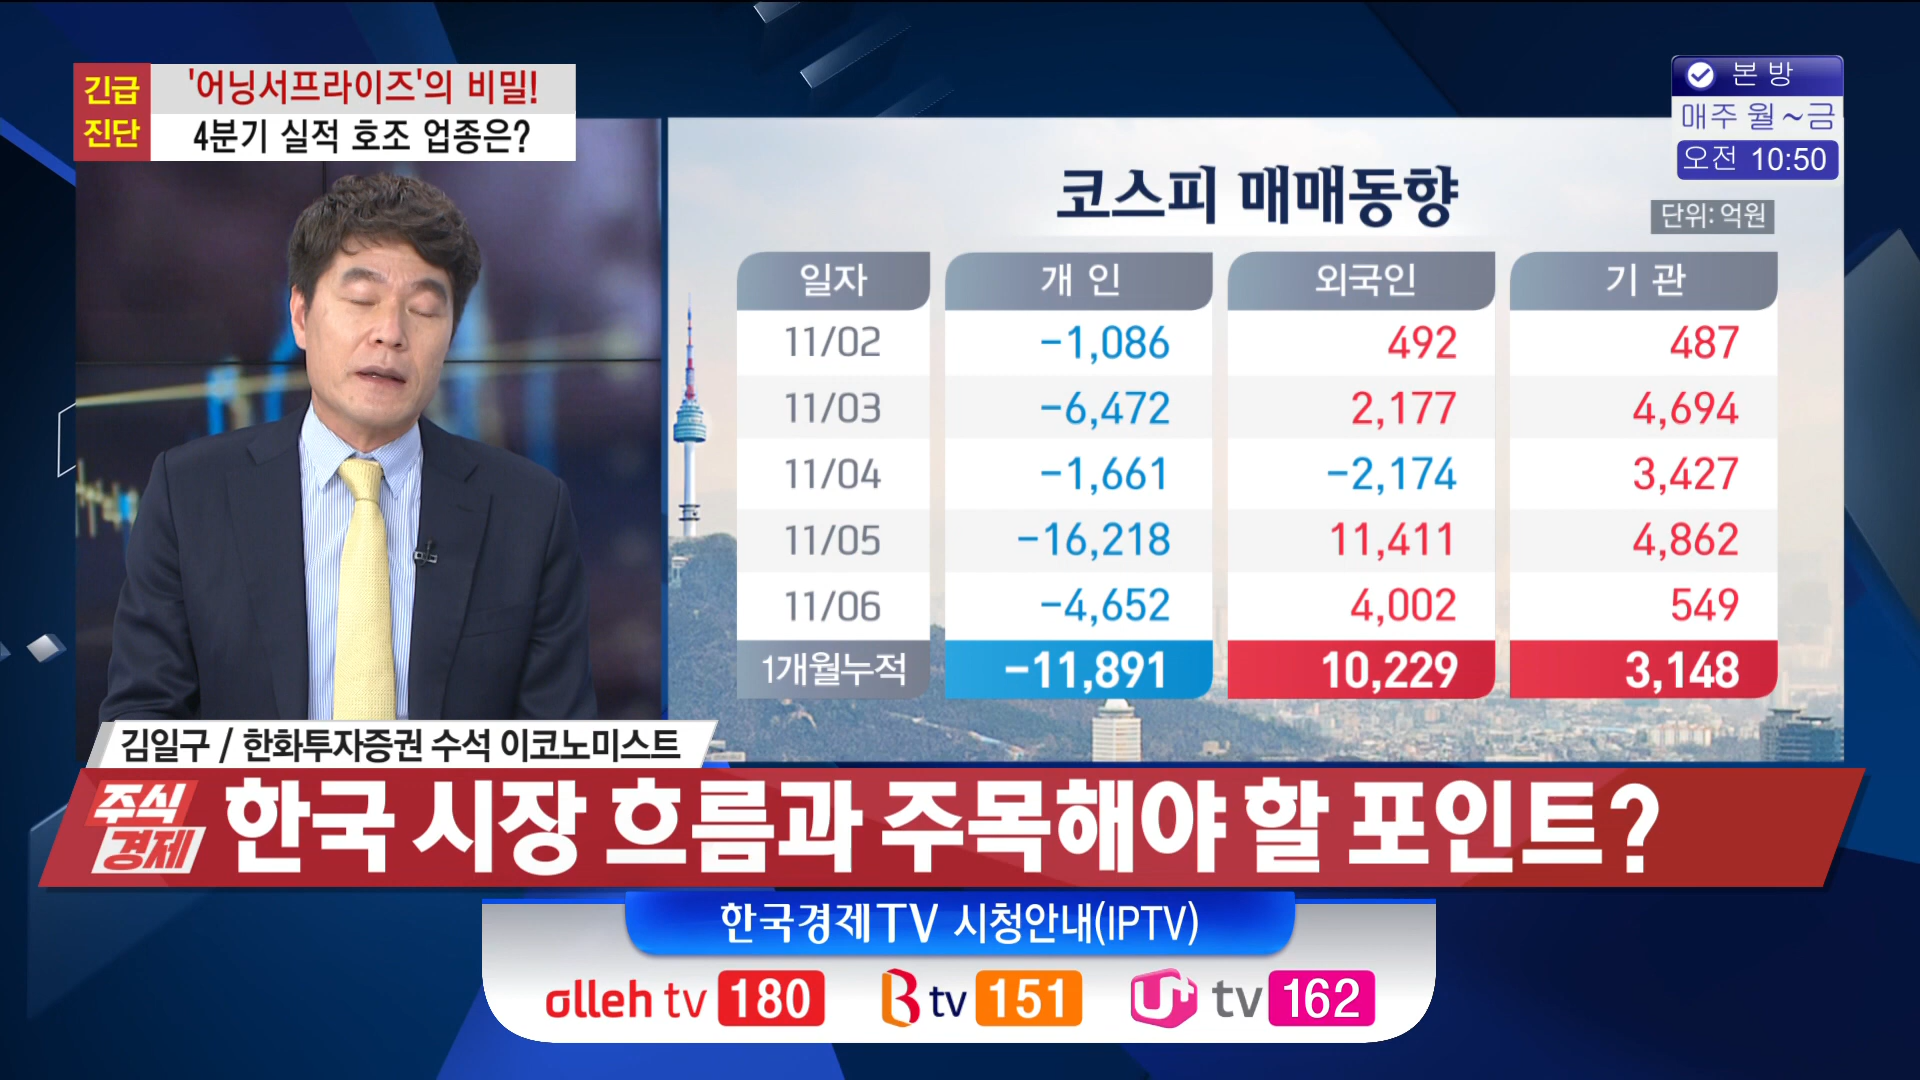 긴급
진단
'어닝서프라이즈'의 비밀!
4분기 실적 호조 업종은?
본 방
매주 월~금
오전 10:50
코스피 매매동향
단위: 억원
일자 개 인 외국인 기 관
11/02 -1,086 492 487
11/03 -6,472 2,177 4,694
11/04 -1,661 -2,174 3,427
11/05 -16,218 11,411 4,862
11/06 -4,652 4,002 549
1개월누적 -11,891 10,229 3,148
김일구 / 한화투자증권 수석 이코노미스트
주식
경제
한국 시장 흐름과 주목해야 할 포인트?
한국경제TV 시청안내(IPTV)
olleh tv 180 B tv 151 U+ tv 162